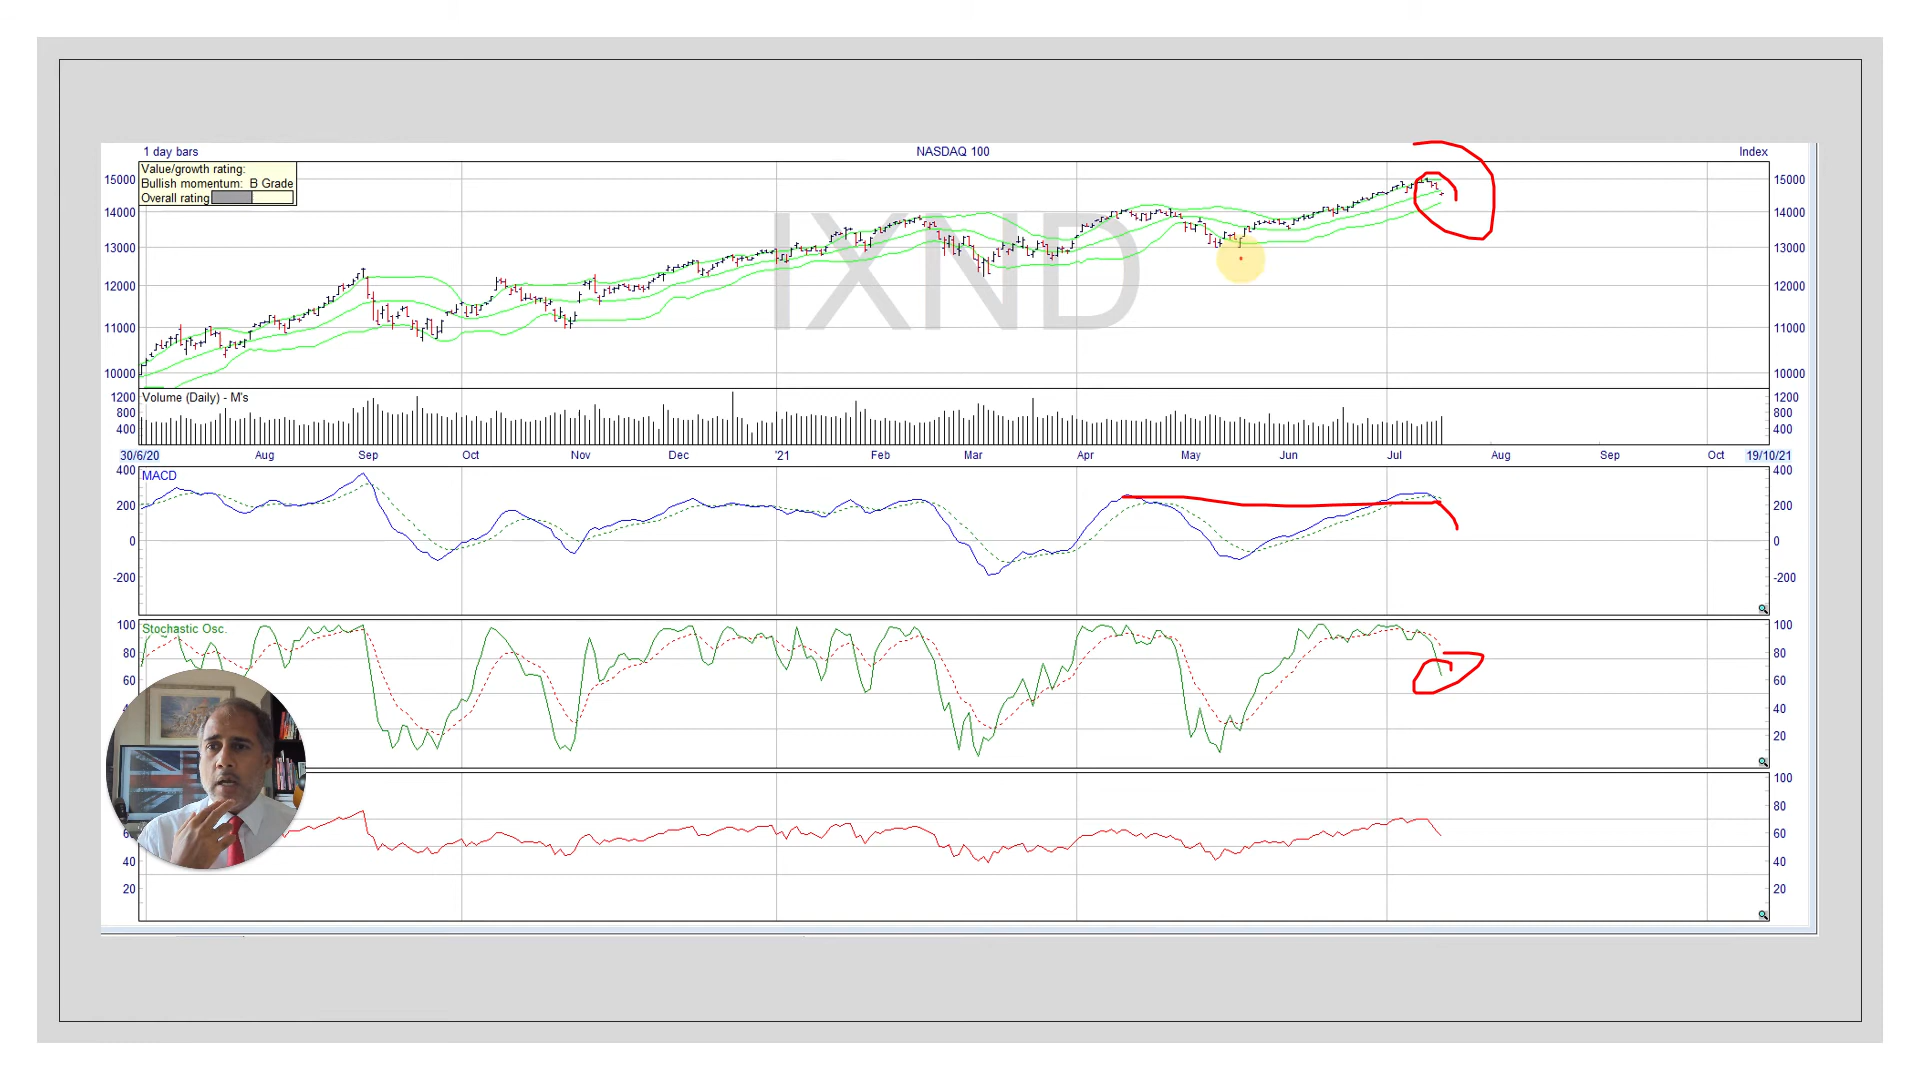 1 day bars NASDAQ 100 Index
Value/growth rating:
Bullish momentum: B Grade
Overall rating
IXND
15000 15000
14000 14000
13000 13000
12000 12000
11000 11000
10000 10000
Volume (Daily) - M's
1200 1200
800 800
400 400
30/6/20 Aug Sep Oct Nov Dec '21 Feb Mar Apr May Jun Jul Aug Sep Oct 19/10/21
MACD
400 400
200 200
0 0
-200 -200
Stochastic Osc.
100 100
80 80
60 60
40
20
100
80
60
40 40
20 20